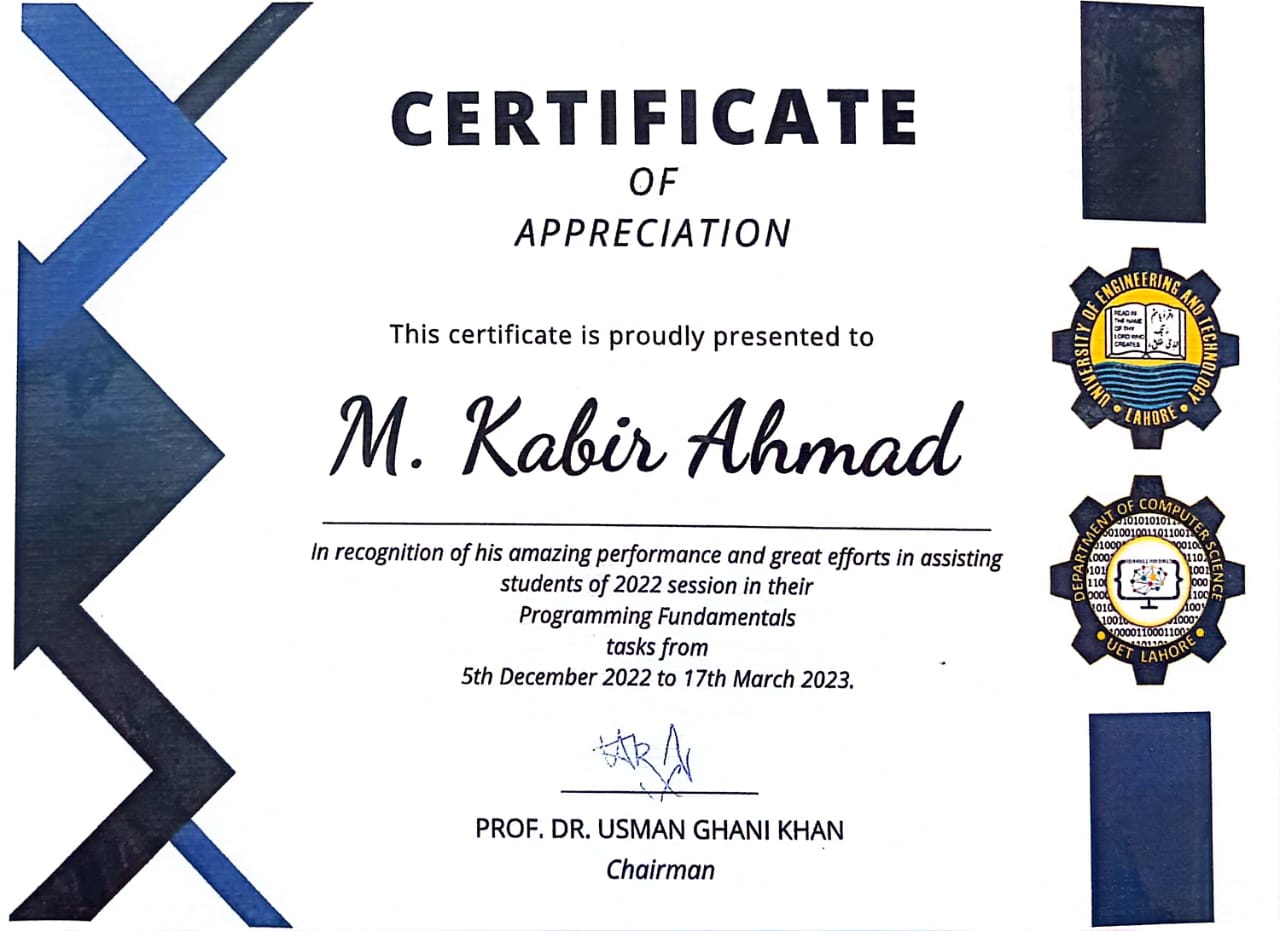 CERTIFICATE
OF
APPRECIATION
This certificate is proudly presented to
M. Kabir Ahmad
In recognition of his amazing performance and great efforts in assisting
students of 2022 session in their
Programming Fundamentals
tasks from
5th December 2022 to 17th March 2023.
PROF. DR. USMAN GHANI KHAN
Chairman
UNIVERSITY OF ENGINEERING AND TECHNOLOGY
• LAHORE •
READ IN
THE NAME
OF THY
LORD WHO
CREATES
DEPARTMENT OF COMPUTER SCIENCE
• UET LAHORE •